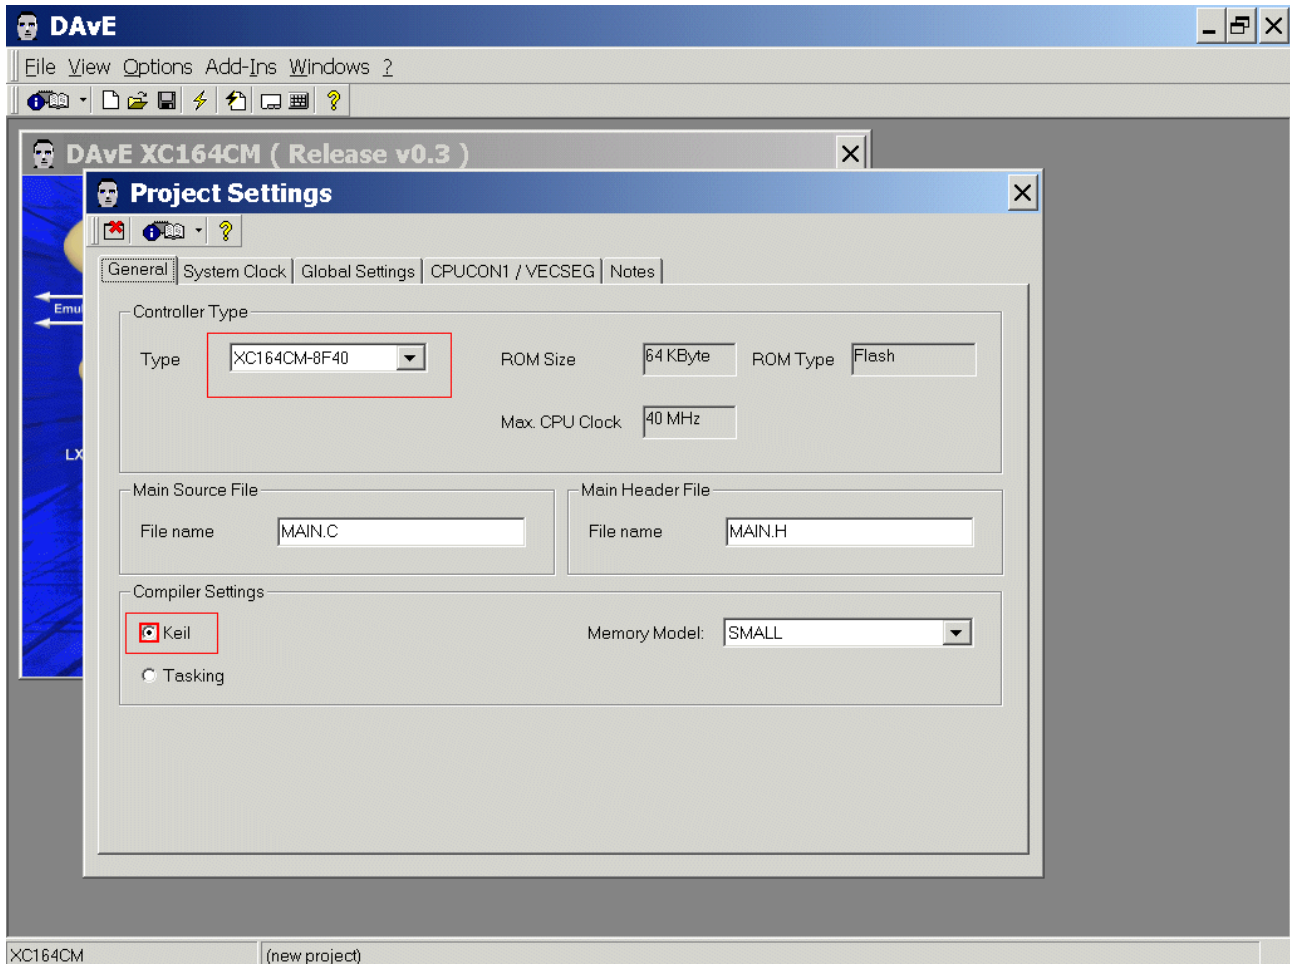 DAvE
File View Options Add-Ins Windows ?
DAvE XC164CM ( Release v0.3 )
Project Settings
General System Clock Global Settings CPUCON1 / VECSEG Notes
Controller Type
Type XC164CM-8F40 ROM Size 64 KByte ROM Type Flash
Max. CPU Clock 40 MHz
Main Source File Main Header File
File name MAIN.C File name MAIN.H
Compiler Settings
Keil Memory Model: SMALL
Tasking
Emul
LX
XC164CM (new project)